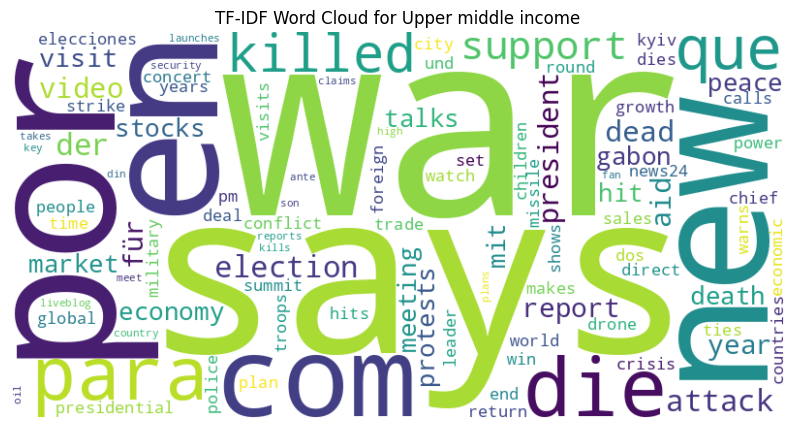 TF-IDF Word Cloud for Upper middle income
elecciones
launches
visit
security
concert
claims
killed
city
support
kyiv
dies
que
video
years
und
round
peace
strike
visits
talks
growth
calls
stocks
takes
key
der
high
president
dead
power
por
en
war
new
din
ante
foreign
set
watch
children
missile
gabon
news24
fan
son
people
time
für
pm
deal
conflict
trade
mit
hit
aid
chief
sales
warns
market
military
election
reports
kills
meeting
protests
says
shows
dos
direct
economic
liveblog
meet
global
country
economy
summit
troops
hits
leader
plans
makes
report
drone
death
ties
year
countries
oil
para
presidential
police
plan
com
world
win
end
return
die
crisis
attack